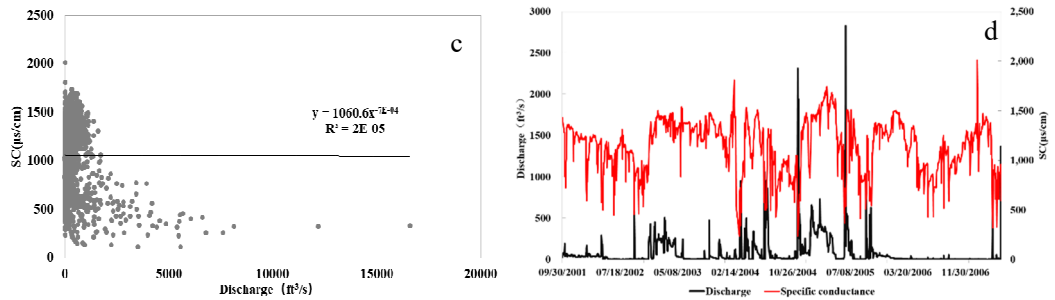 c
2500
2000
1500
1000
500
0
SC(μs/cm)
y = 1060.6x^-7E-04
R² = 2E 05
0 5000 10000 15000 20000
Discharge (ft³/s)
d
3000
2500
2000
1500
1000
500
0
Discharge (ft³/s)
2,500
2,000
1,500
1,000
500
0
SC(μs/cm)
09/30/2001 07/18/2002 05/08/2003 02/14/2004 10/26/2004 07/08/2005 03/20/2006 11/30/2006
Discharge Specific conductance